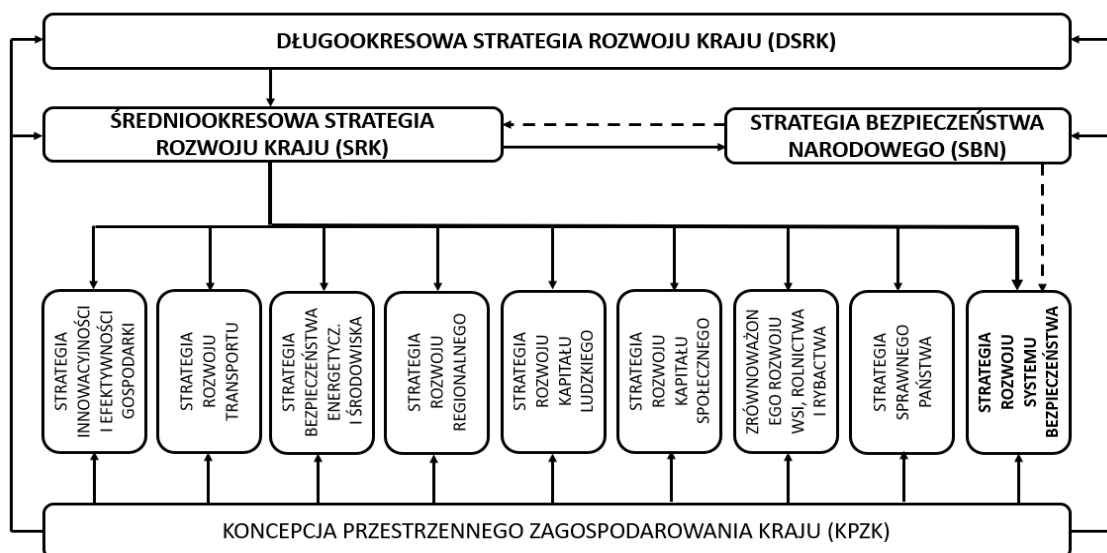 DŁUGOOKRESOWA STRATEGIA ROZWOJU KRAJU (DSRK)
ŚREDNIOOKRESOWA STRATEGIA
ROZWOJU KRAJU (SRK)
STRATEGIA BEZPIECZEŃSTWA
NARODOWEGO (SBN)
STRATEGIA
INNOWACYJNOŚCI
I EFEKTYWNOŚCI
GOSPODARKI
STRATEGIA
ROZWOJU
TRANSPORTU
STRATEGIA
BEZPIECZEŃSTWA
ENERGETYCZ.
I ŚRODOWISKA
STRATEGIA
ROZWOJU
REGIONALNEGO
STRATEGIA
ROZWOJU
KAPITAŁU
LUDZKIEGO
STRATEGIA
ROZWOJU
KAPITAŁU
SPOŁECZNEGO
ZRÓWNOWAŻON
EGO ROZWOJU
WSI, ROLNICTWA
I RYBACTWA
STRATEGIA
SPRAWNEGO
PAŃSTWA
STRATEGIA
ROZWOJU
SYSTEMU
BEZPIECZEŃSTWA
KONCEPCJA PRZESTRZENNEGO ZAGOSPODAROWANIA KRAJU (KPZK)